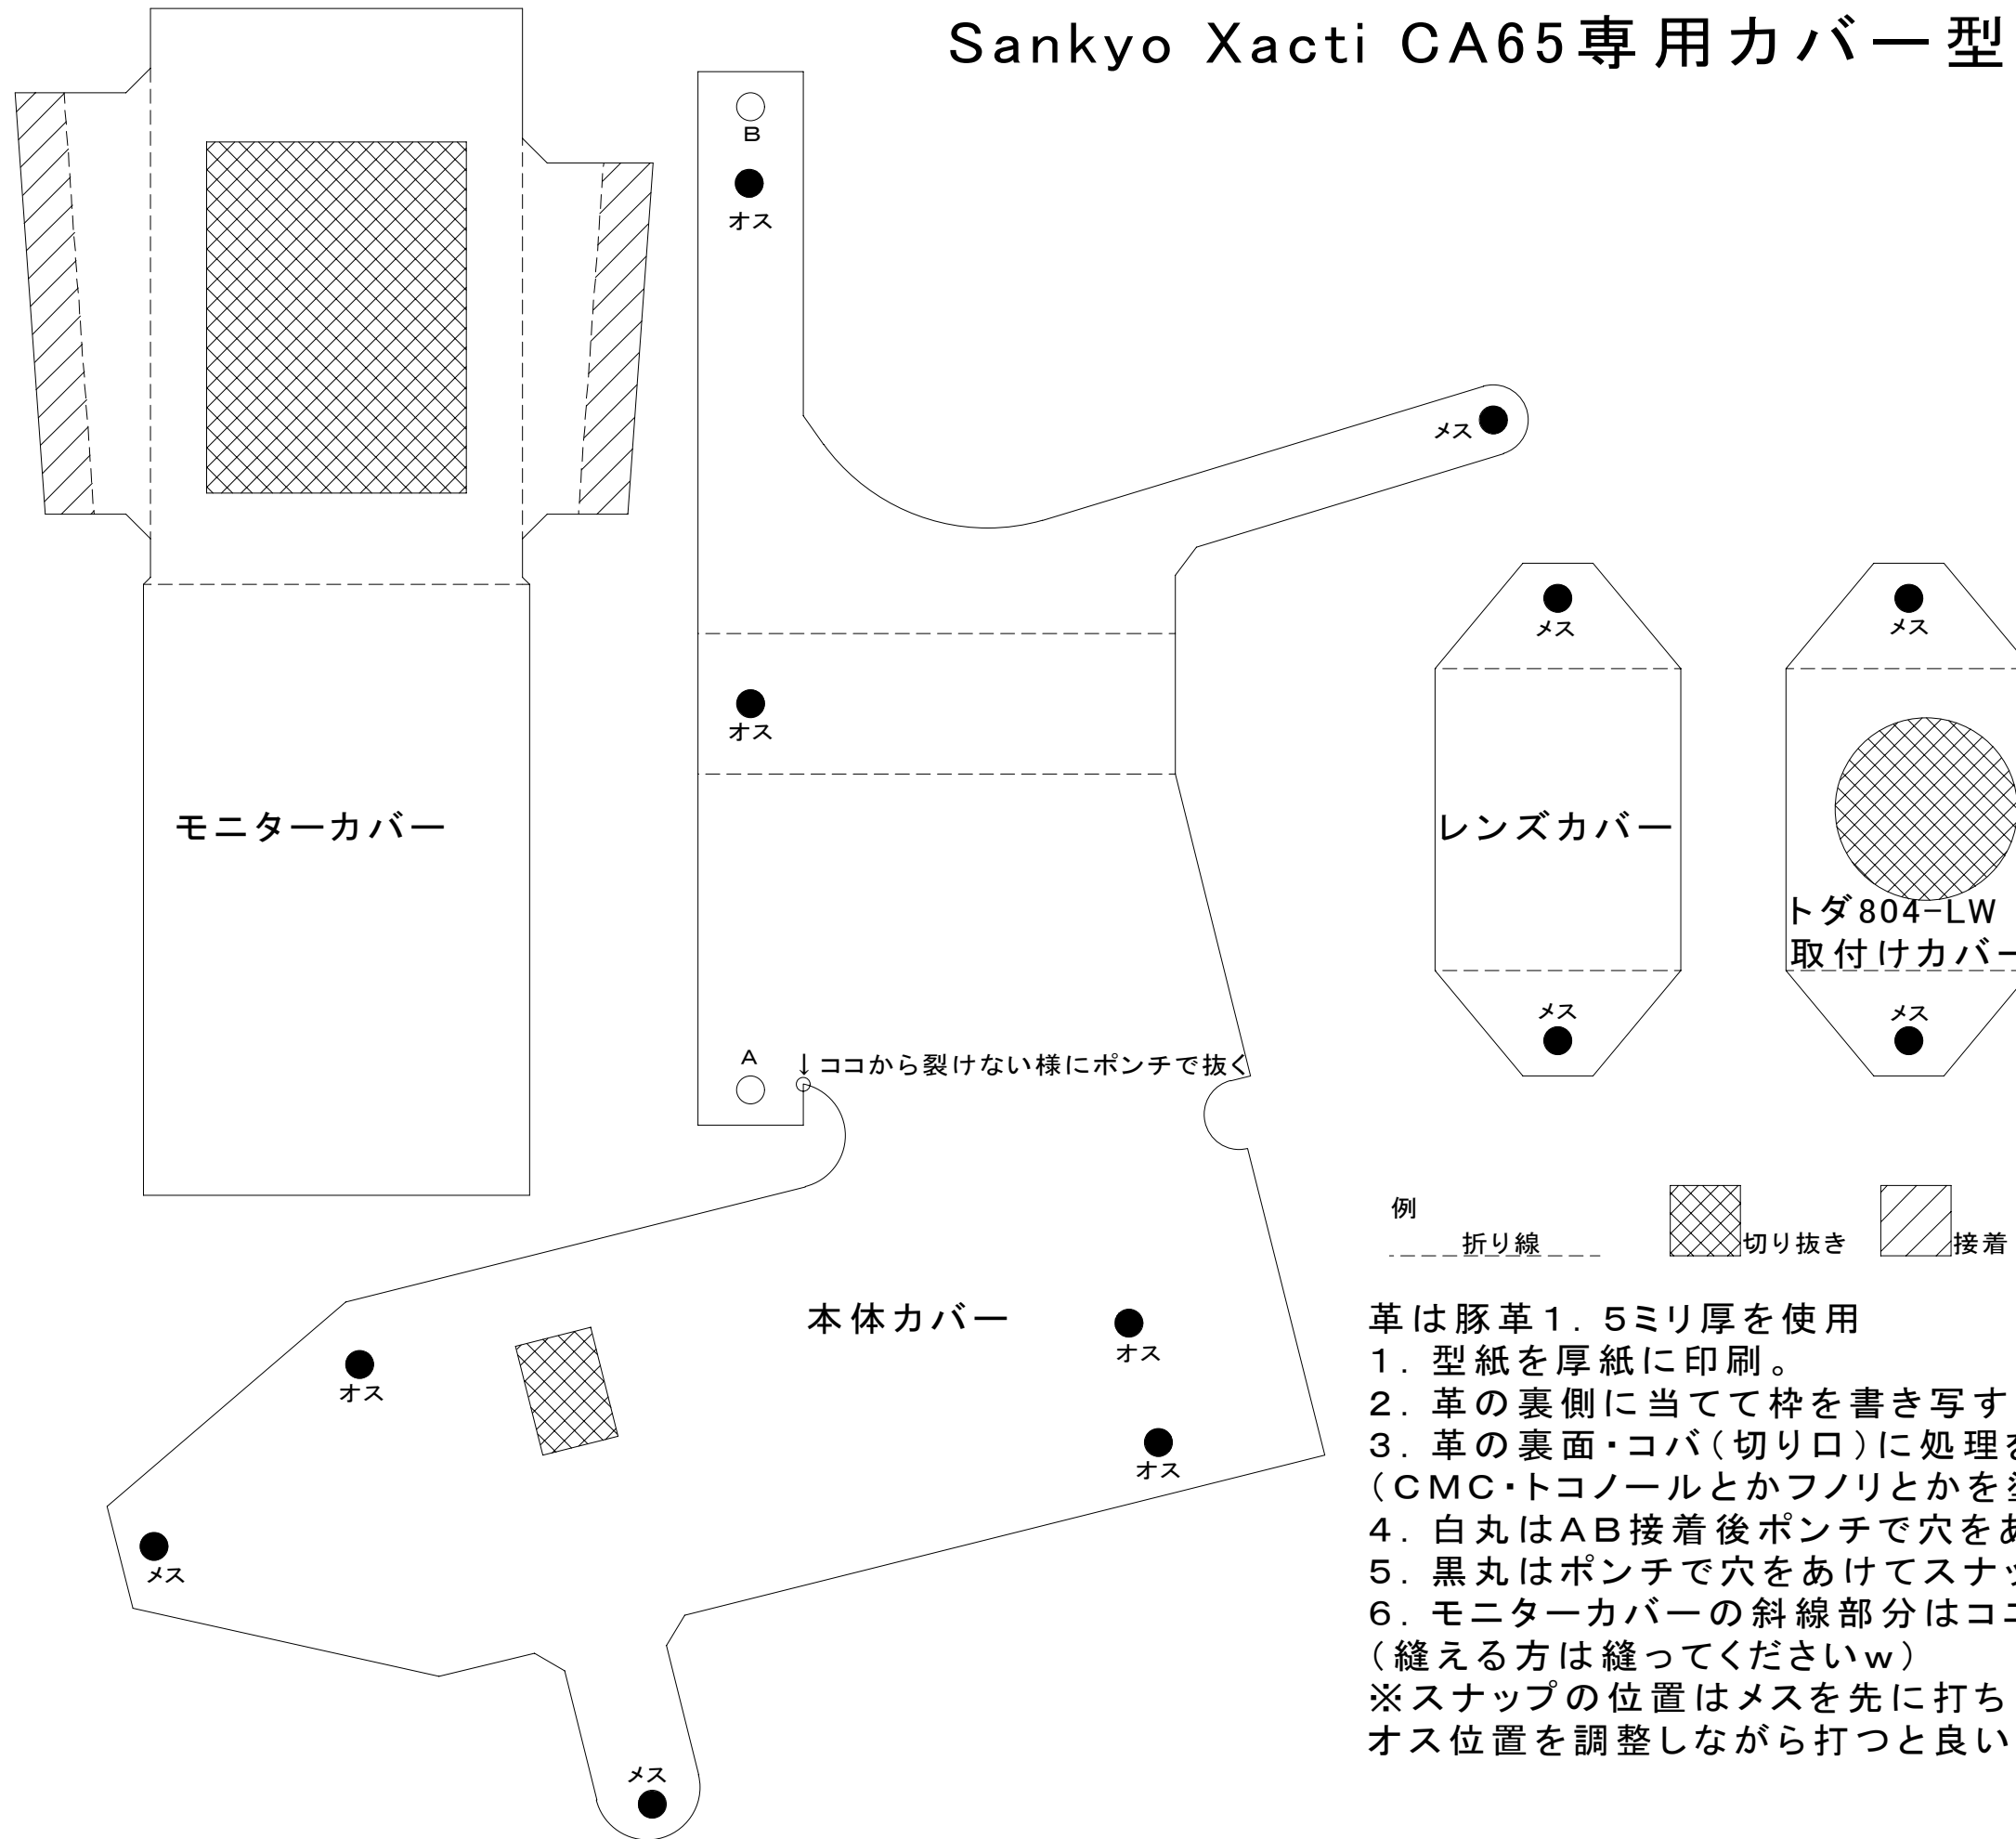 Sankyo Xacti CA65専用カバー型
B
オス
メス
オス
メス
メス
モニターカバー
レンズカバー
トダ804-LW
取付けカバー
メス
メス
A
↓ココから裂けない様にポンチで抜く
例
折り線
切り抜き
接着
本体カバー
オス
オス
オス
メス
メス
革は豚革1.5ミリ厚を使用
1.型紙を厚紙に印刷。
2.革の裏側に当てて枠を書き写す
3.革の裏面・コバ(切り口)に処理を
(CMC・トコノールとかフノリとかを塗
4.白丸はAB接着後ポンチで穴をあ
5.黒丸はポンチで穴をあけてスナッ
6.モニターカバーの斜線部分はコニ
(縫える方は縫ってくださいw)
※スナップの位置はメスを先に打ち
オス位置を調整しながら打つと良い